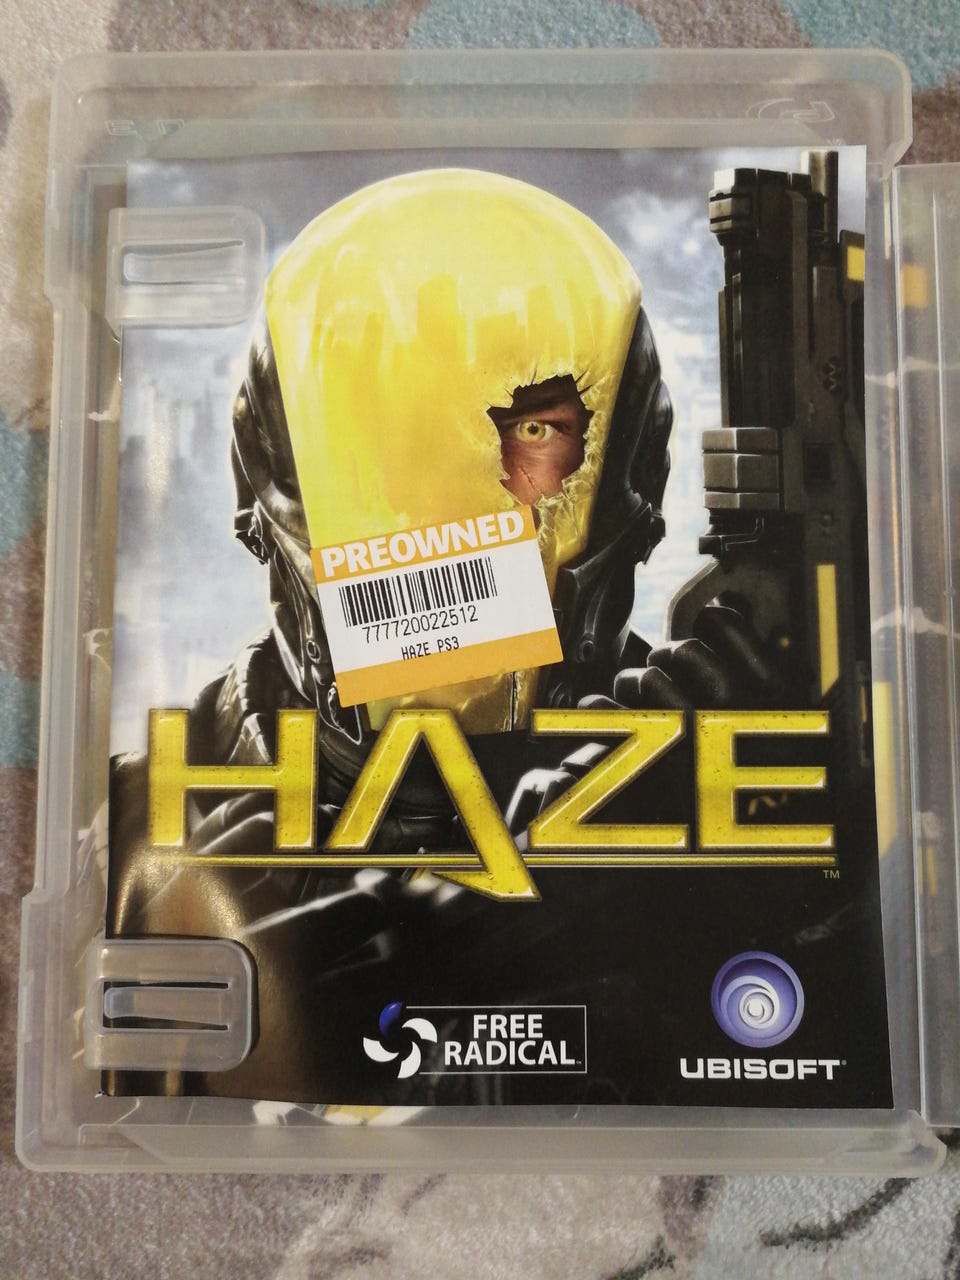 PREOWNED
777720022512
HAZE PS3
HAZE
TM
FREE
RADICAL
UBISOFT